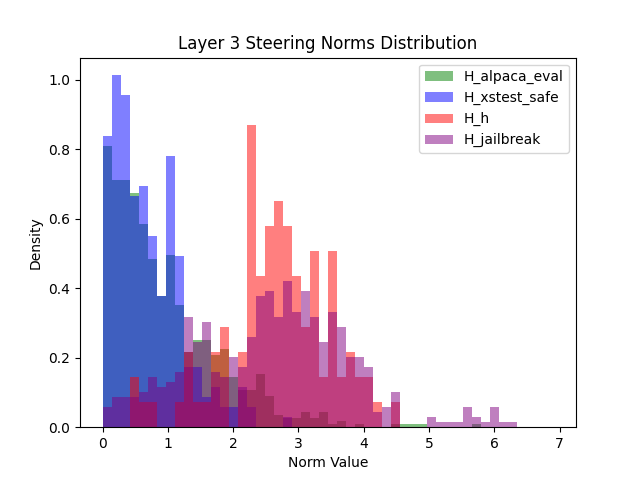 Layer 3 Steering Norms Distribution
H_alpaca_eval
H_xstest_safe
H_h
H_jailbreak
Density
1.0
0.8
0.6
0.4
0.2
0.0
0 1 2 3 4 5 6 7
Norm Value